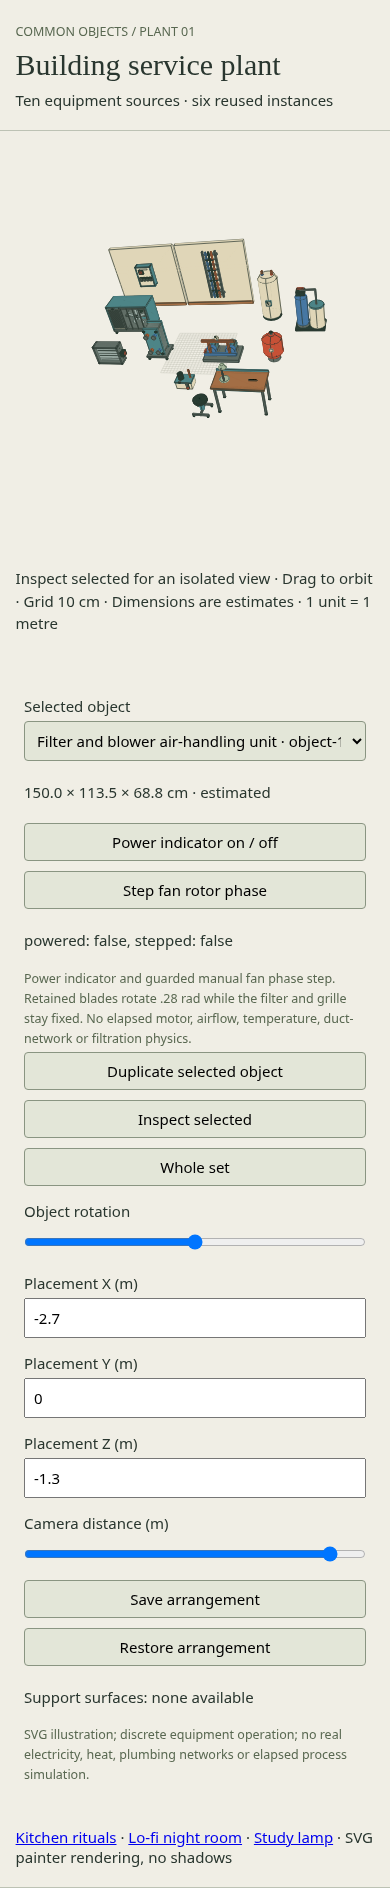 COMMON OBJECTS / PLANT 01
Building service plant
Ten equipment sources · six reused instances
Inspect selected for an isolated view · Drag to orbit
· Grid 10 cm · Dimensions are estimates · 1 unit = 1
metre
Selected object
Filter and blower air-handling unit · object-1
150.0 × 113.5 × 68.8 cm · estimated
Power indicator on / off
Step fan rotor phase
powered: false, stepped: false
Power indicator and guarded manual fan phase step.
Retained blades rotate .28 rad while the filter and grille
stay fixed. No elapsed motor, airflow, temperature, duct-
network or filtration physics.
Duplicate selected object
Inspect selected
Whole set
Object rotation
Placement X (m)
-2.7
Placement Y (m)
0
Placement Z (m)
-1.3
Camera distance (m)
Save arrangement
Restore arrangement
Support surfaces: none available
SVG illustration; discrete equipment operation; no real
electricity, heat, plumbing networks or elapsed process
simulation.
Kitchen rituals · Lo-fi night room · Study lamp · SVG
painter rendering, no shadows